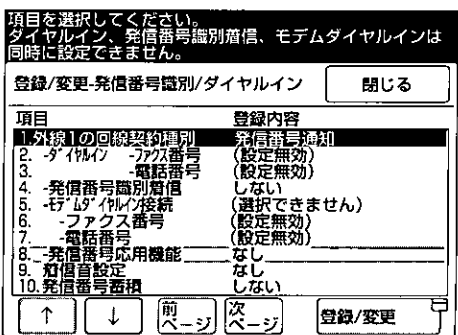 項目を選択してください。
ダイヤルイン、発信番号識別着信、モデムダイヤルインは
同時に設定できません。
登録/変更-発信番号識別/ダイヤルイン 閉じる
項目 登録内容
1.外線1の回線契約種別 発信番号通知
2. -ﾀﾞｲﾔﾙｲﾝ -ﾌｧｸｽ番号 (設定無効)
3. -電話番号 (設定無効)
4. -発信番号識別着信 しない
5. -ﾓﾃﾞﾑﾀﾞｲﾔﾙｲﾝ接続 (選択できません)
6. -ファクス番号 (設定無効)
7. -電話番号 (設定無効)
8. -発信番号応用機能 なし
9. 着信音設定 なし
10.発信番号蓄積 しない
↑ ↓ 前ページ 次ページ 登録/変更